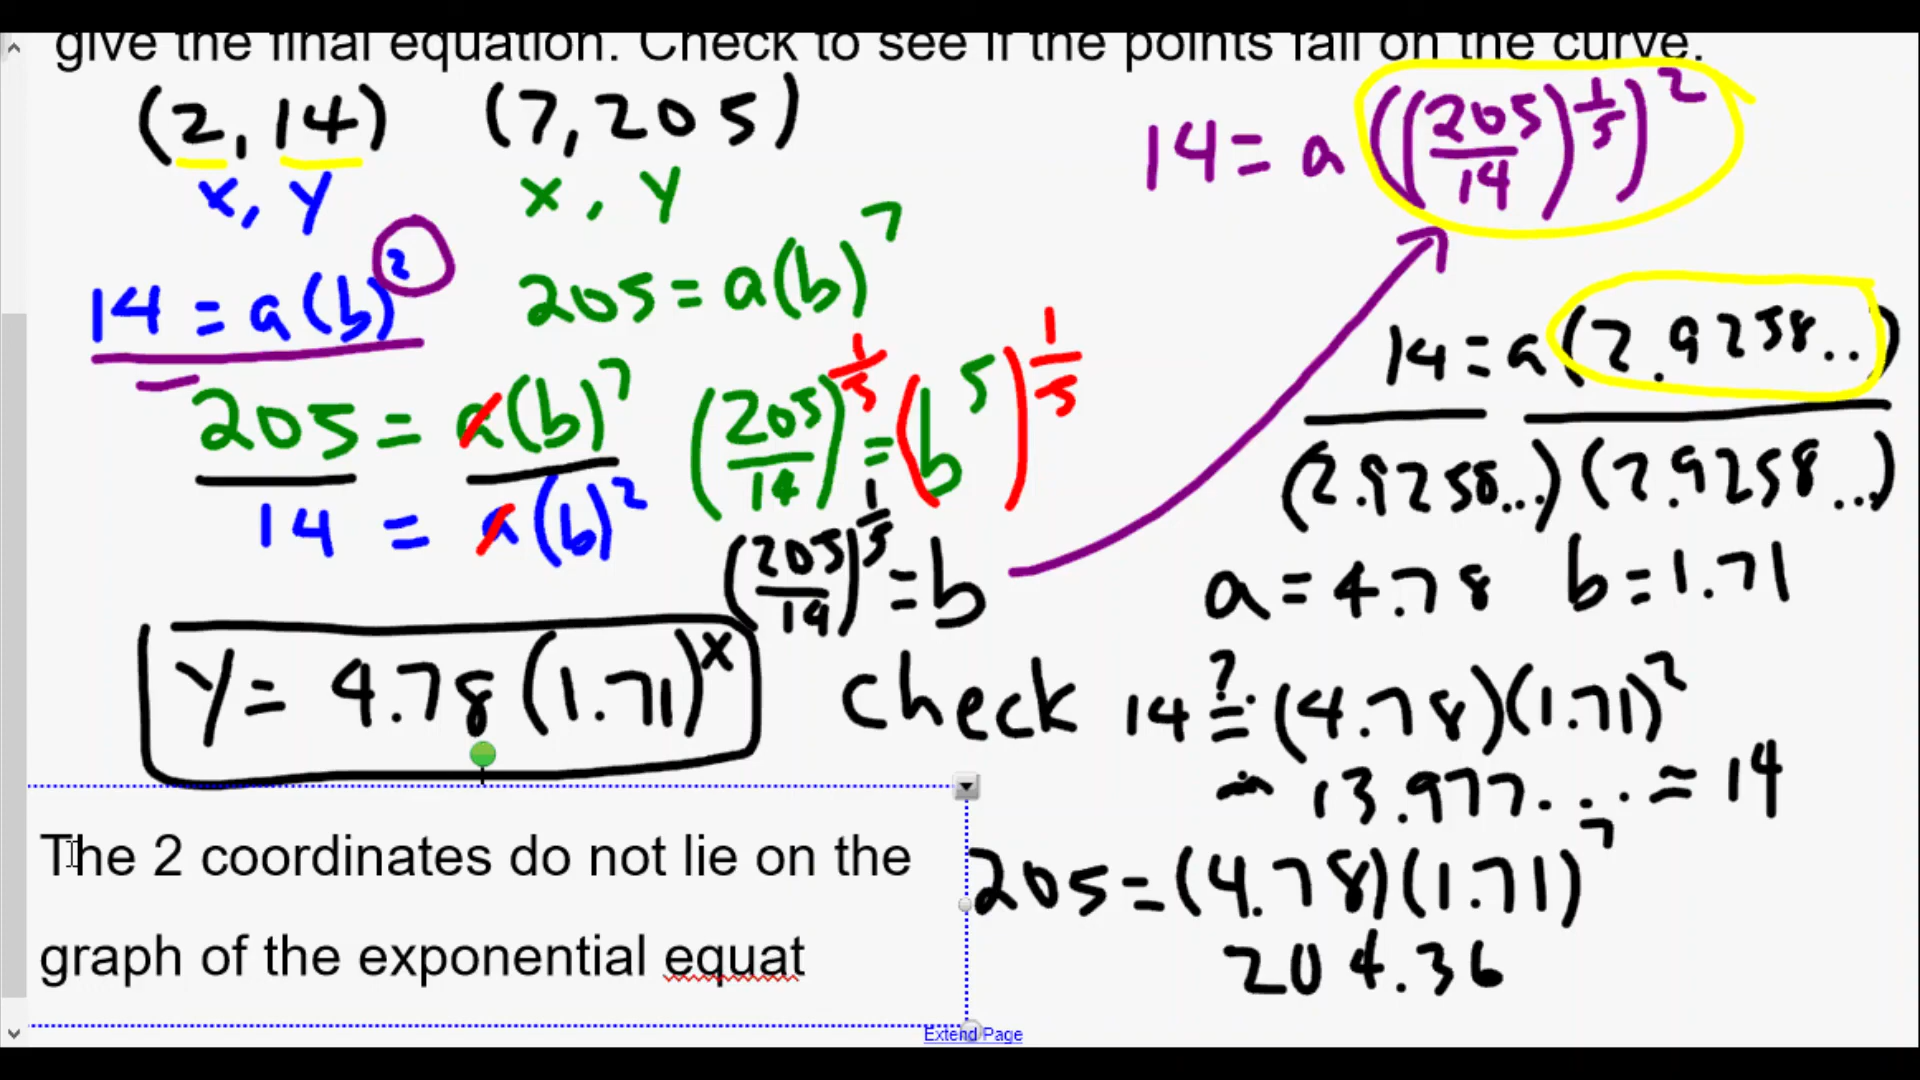 give the final equation. Check to see if the points fall on the curve.
(2, 14) (7, 205)
x, y x, y
14 = a(b)²
205 = a(b)⁷
205 = a(b)⁷
14 = a(b)²
(205/14)^(1/5) = (b⁵)^(1/5)
(205/14)^(1/5) = b
y = 4.78(1.71)^x
14 = a((205/14)^(1/5))²
14 = a(2.9258..)
(2.9258...) (2.9258...)
a = 4.78 b = 1.71
check 14 ≟ (4.78)(1.71)²
= 13.977... ≈ 14
205 = (4.78)(1.71)⁷
204.36
The 2 coordinates do not lie on the
graph of the exponential equat
Extend Page